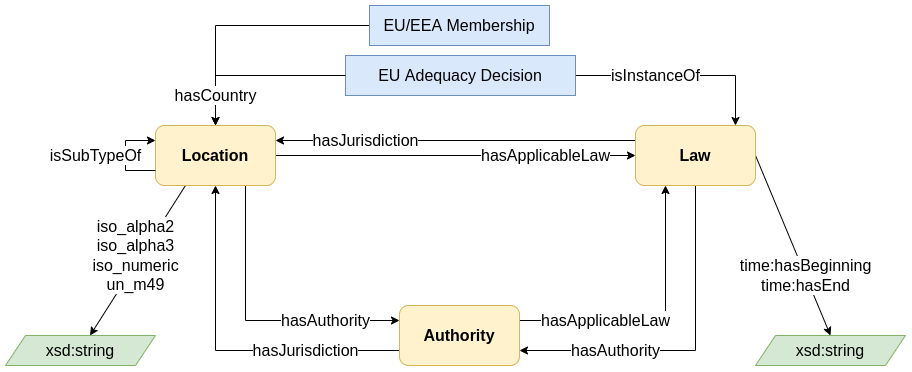 EU/EEA Membership
EU Adequacy Decision
isInstanceOf
hasCountry
hasJurisdiction
isSubTypeOf
Location
hasApplicableLaw
Law
iso_alpha2
iso_alpha3
iso_numeric
un_m49
time:hasBeginning
time:hasEnd
hasAuthority
hasApplicableLaw
Authority
xsd:string
hasJurisdiction
hasAuthority
xsd:string